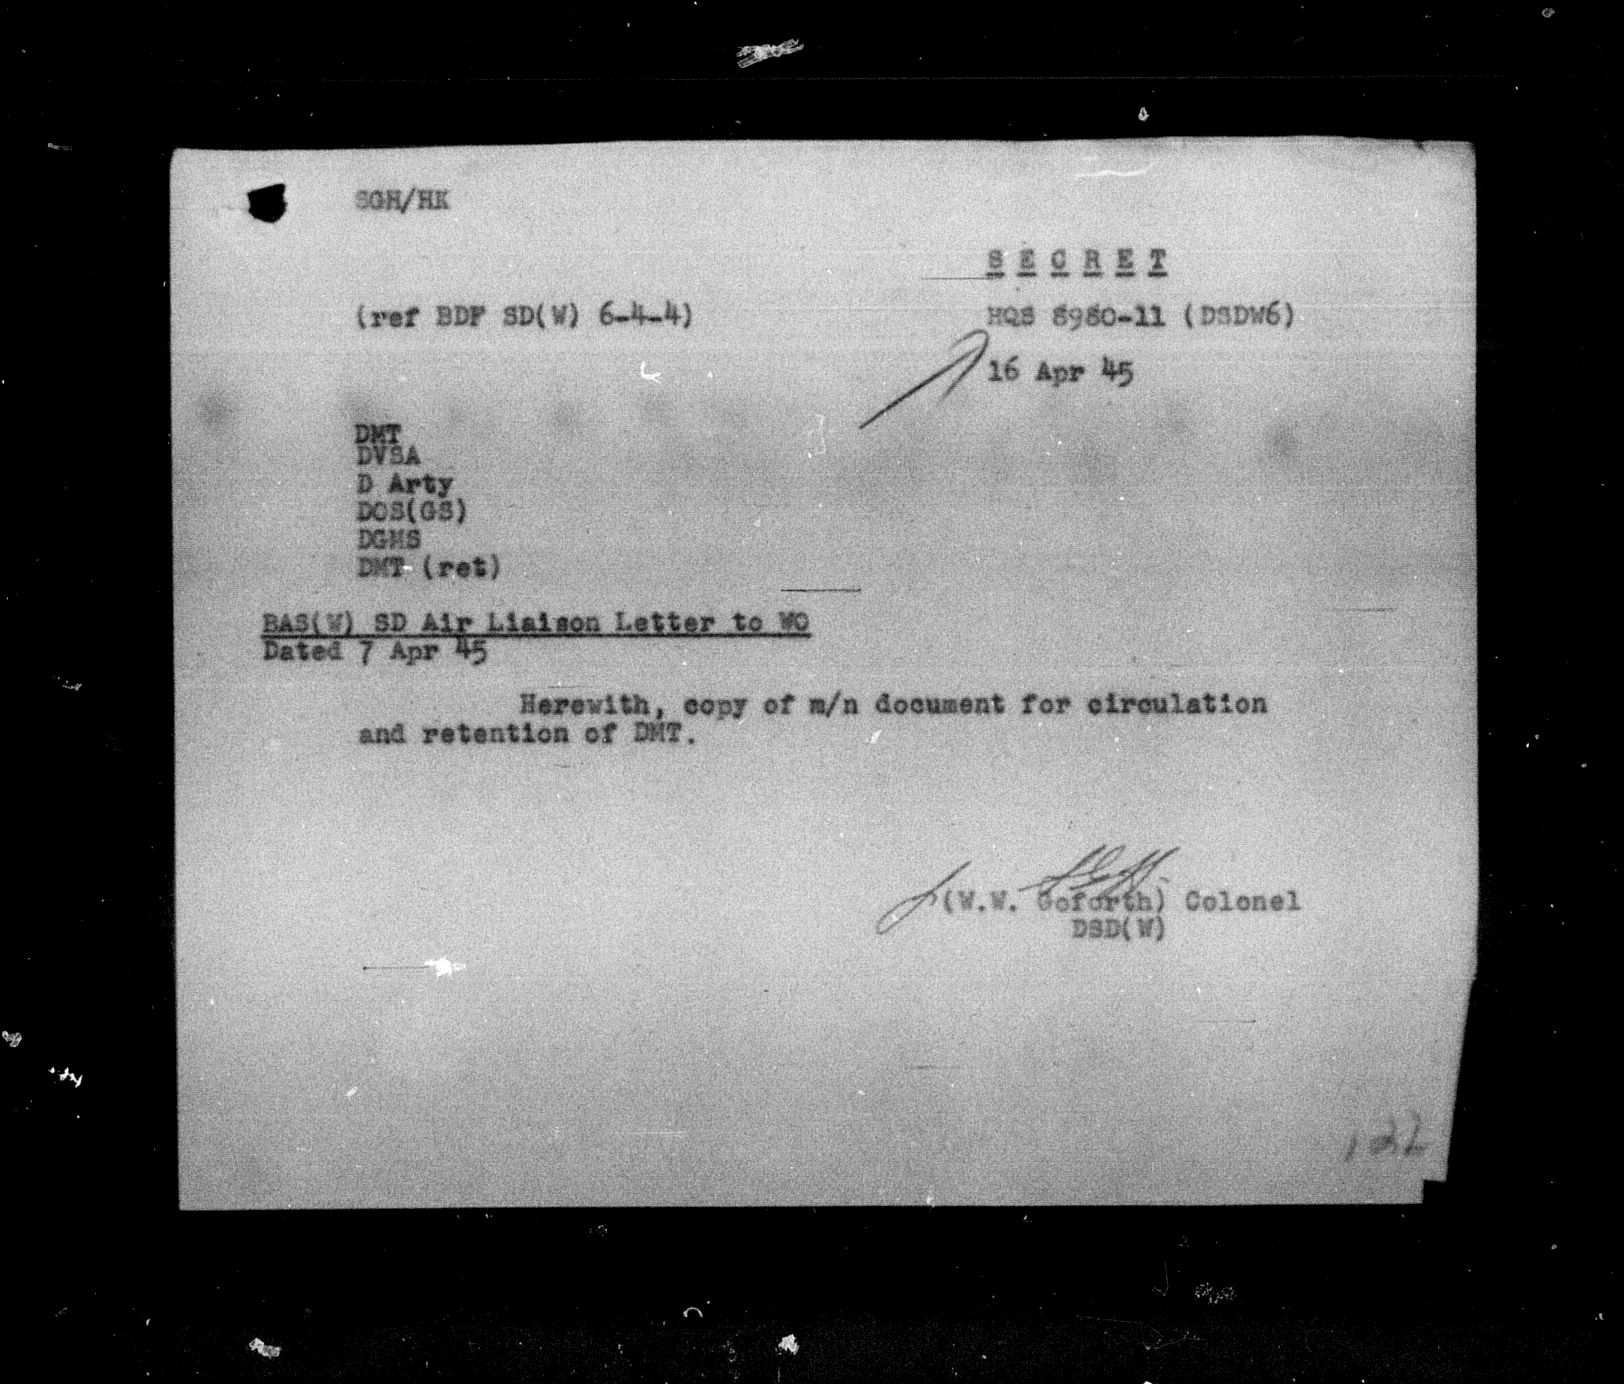 SGH/HK
S E C R E T
(ref BDF SD(W) 6-4-4)
HQS 8980-11 (DSDW6)
16 Apr 45
DMT
DVSA
D Arty
DOS(GS)
DGMS
DMT (ret)
BAS(W) SD Air Liaison Letter to WO
Dated 7 Apr 45
Herewith, copy of m/n document for circulation
and retention of DMT.
(W.W. Goforth) Colonel
DSD(W)